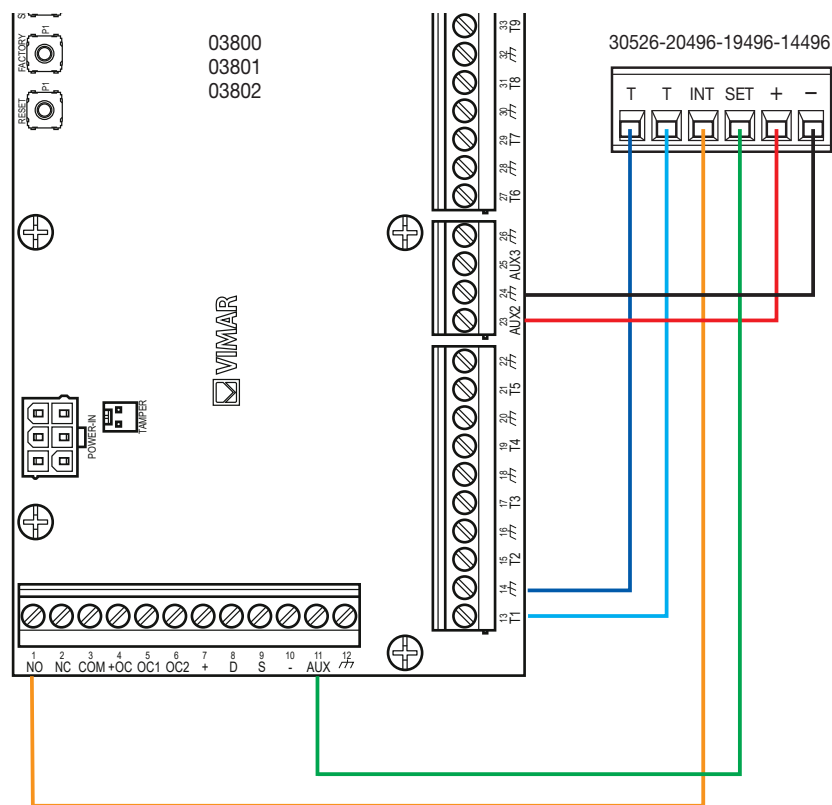 FACTORY
P1
RESET
P1
03800
03801
03802
33 T9
32
31 T8
30
29 T7
28
27 T6
26
25 AUX3
24
23 AUX2
22
21 T5
20
19 T4
18
17 T3
16
15 T2
14
13 T1
30526-20496-19496-14496
T T INT SET + −
VIMAR
TAMPER
POWER-IN
1 2 3 4 5 6 7 8 9 10 11 12
NO NC COM +OC OC1 OC2 + D S - AUX